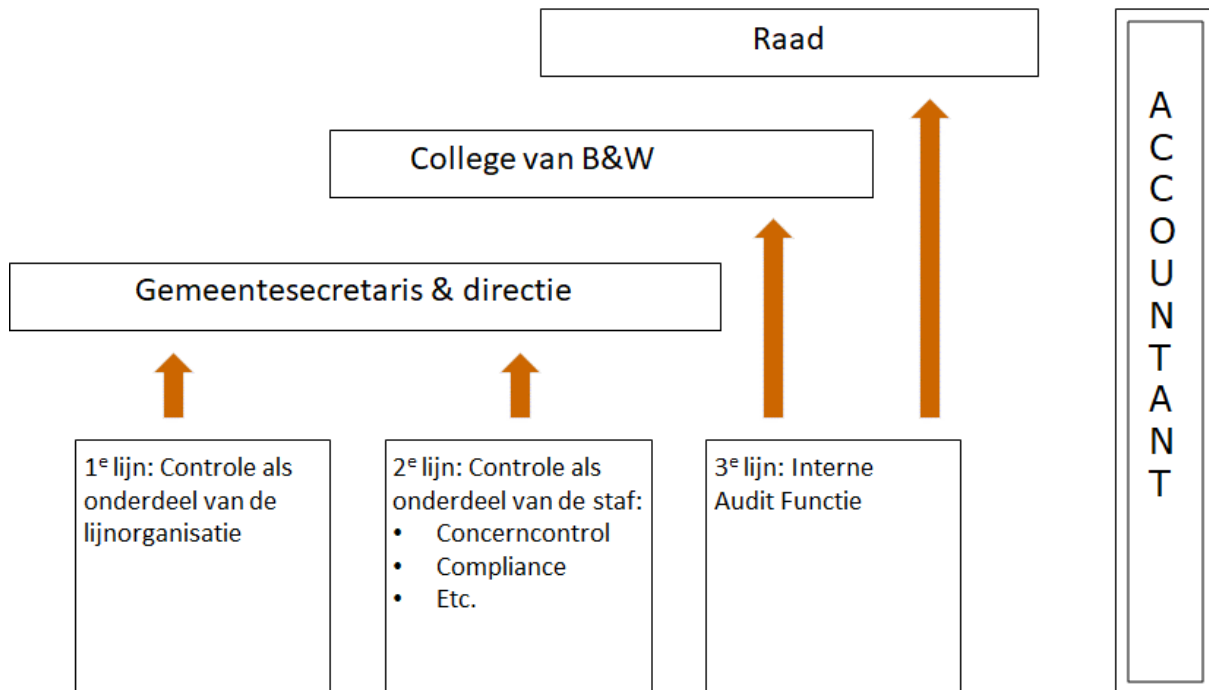 Raad
College van B&W
Gemeentesecretaris & directie
1e lijn: Controle als
onderdeel van de
lijnorganisatie
2e lijn: Controle als
onderdeel van de staf:
• Concerncontrol
• Compliance
• Etc.
3e lijn: Interne
Audit Functie
A
C
C
O
U
N
T
A
N
T